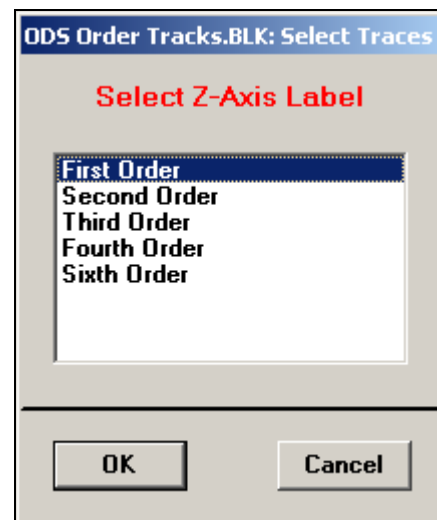 ODS Order Tracks.BLK: Select Traces
Select Z-Axis Label
First Order
Second Order
Third Order
Fourth Order
Sixth Order
OK Cancel